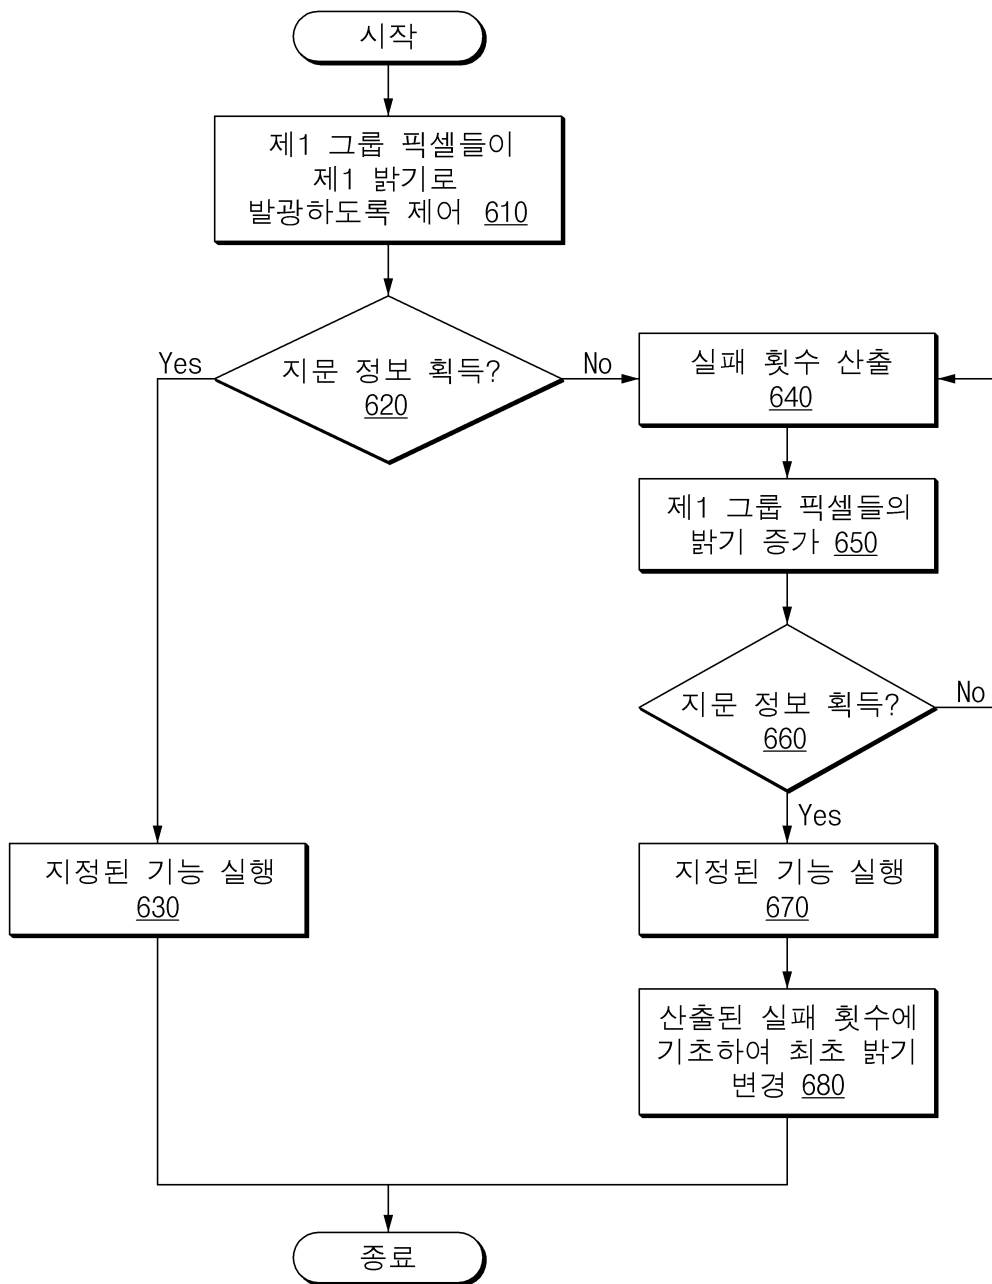 시작
제1 그룹 픽셀들이
제1 밝기로
발광하도록 제어 610
Yes
지문 정보 획득?
620
No
실패 횟수 산출
640
제1 그룹 픽셀들의
밝기 증가 650
지문 정보 획득?
660
No
Yes
지정된 기능 실행
630
지정된 기능 실행
670
산출된 실패 횟수에
기초하여 최초 밝기
변경 680
종료